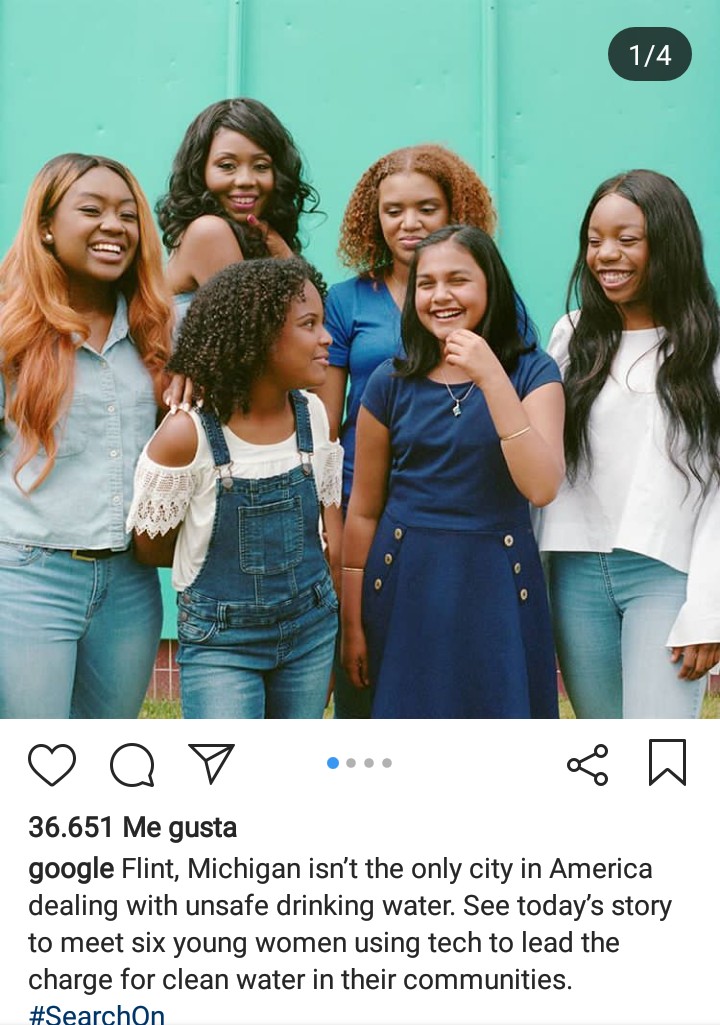 1/4
36.651 Me gusta
google Flint, Michigan isn’t the only city in America
dealing with unsafe drinking water. See today’s story
to meet six young women using tech to lead the
charge for clean water in their communities.
#SearchOn